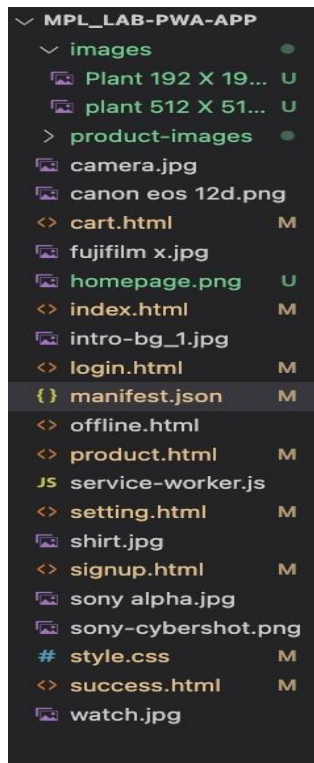 MPL_LAB-PWA-APP
images
Plant 192 X 19... U
plant 512 X 51... U
product-images
camera.jpg
canon eos 12d.png
<> cart.html M
fujifilm x.jpg
homepage.png U
<> index.html M
intro-bg_1.jpg
<> login.html M
{} manifest.json M
<> offline.html
<> product.html M
JS service-worker.js
<> setting.html M
shirt.jpg
<> signup.html M
sony alpha.jpg
sony-cybershot.png
# style.css M
<> success.html M
watch.jpg